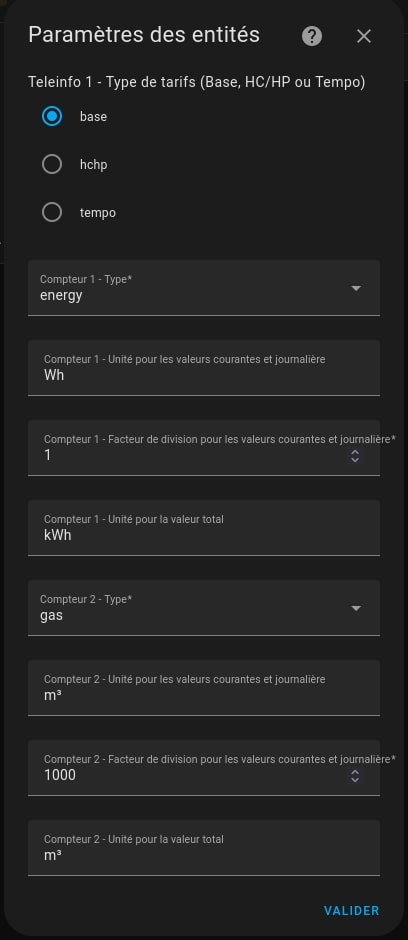 Paramètres des entités
Teleinfo 1 - Type de tarifs (Base, HC/HP ou Tempo)
base
hchp
tempo
Compteur 1 - Type*
energy
Compteur 1 - Unité pour les valeurs courantes et journalière
Wh
Compteur 1 - Facteur de division pour les valeurs courantes et journalière*
1
Compteur 1 - Unité pour la valeur total
kWh
Compteur 2 - Type*
gas
Compteur 2 - Unité pour les valeurs courantes et journalière
m³
Compteur 2 - Facteur de division pour les valeurs courantes et journalière*
1000
Compteur 2 - Unité pour la valeur total
m³
VALIDER